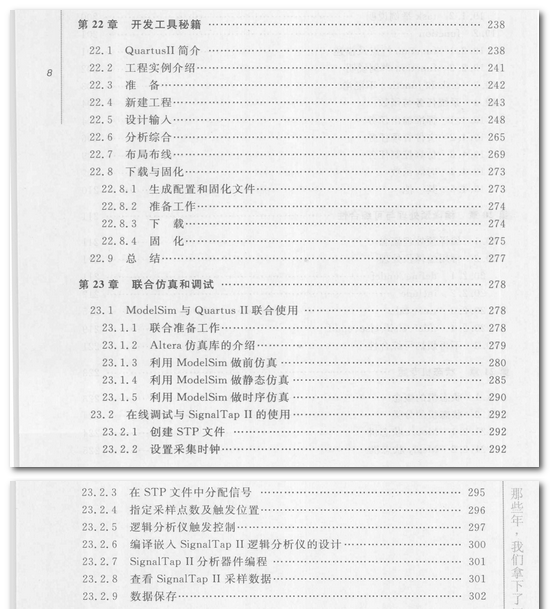 第 22 章 开发工具秘籍 …… 238
22.1 QuartusII 简介 …… 238
22.2 工程实例介绍 …… 241
8
22.3 准 备 …… 242
22.4 新建工程 …… 243
22.5 设计输入 …… 248
22.6 分析综合 …… 265
22.7 布局布线 …… 269
22.8 下载与固化 …… 273
22.8.1 生成配置和固化文件 …… 273
22.8.2 准备工作 …… 274
22.8.3 下 载 …… 274
22.8.4 固 化 …… 275
22.9 总 结 …… 277
第 23 章 联合仿真和调试 …… 278
23.1 ModelSim 与 Quartus II 联合使用 …… 278
23.1.1 联合准备工作 …… 278
23.1.2 Altera 仿真库的介绍 …… 279
23.1.3 利用 ModelSim 做前仿真 …… 280
23.1.4 利用 ModelSim 做静态仿真 …… 285
23.1.5 利用 ModelSim 做时序仿真 …… 290
23.2 在线调试与 SignalTap II 的使用 …… 292
23.2.1 创建 STP 文件 …… 292
23.2.2 设置采集时钟 …… 292
23.2.3 在 STP 文件中分配信号 …… 295
23.2.4 指定采样点数及触发位置 …… 296
23.2.5 逻辑分析仪触发控制 …… 297
23.2.6 编译嵌入 SignalTap II 逻辑分析仪的设计 …… 300
23.2.7 SignalTap II 分析器件编程 …… 301
23.2.8 查看 SignalTap II 采样数据 …… 301
23.2.9 数据保存 …… 302
那些年，我们拿下了